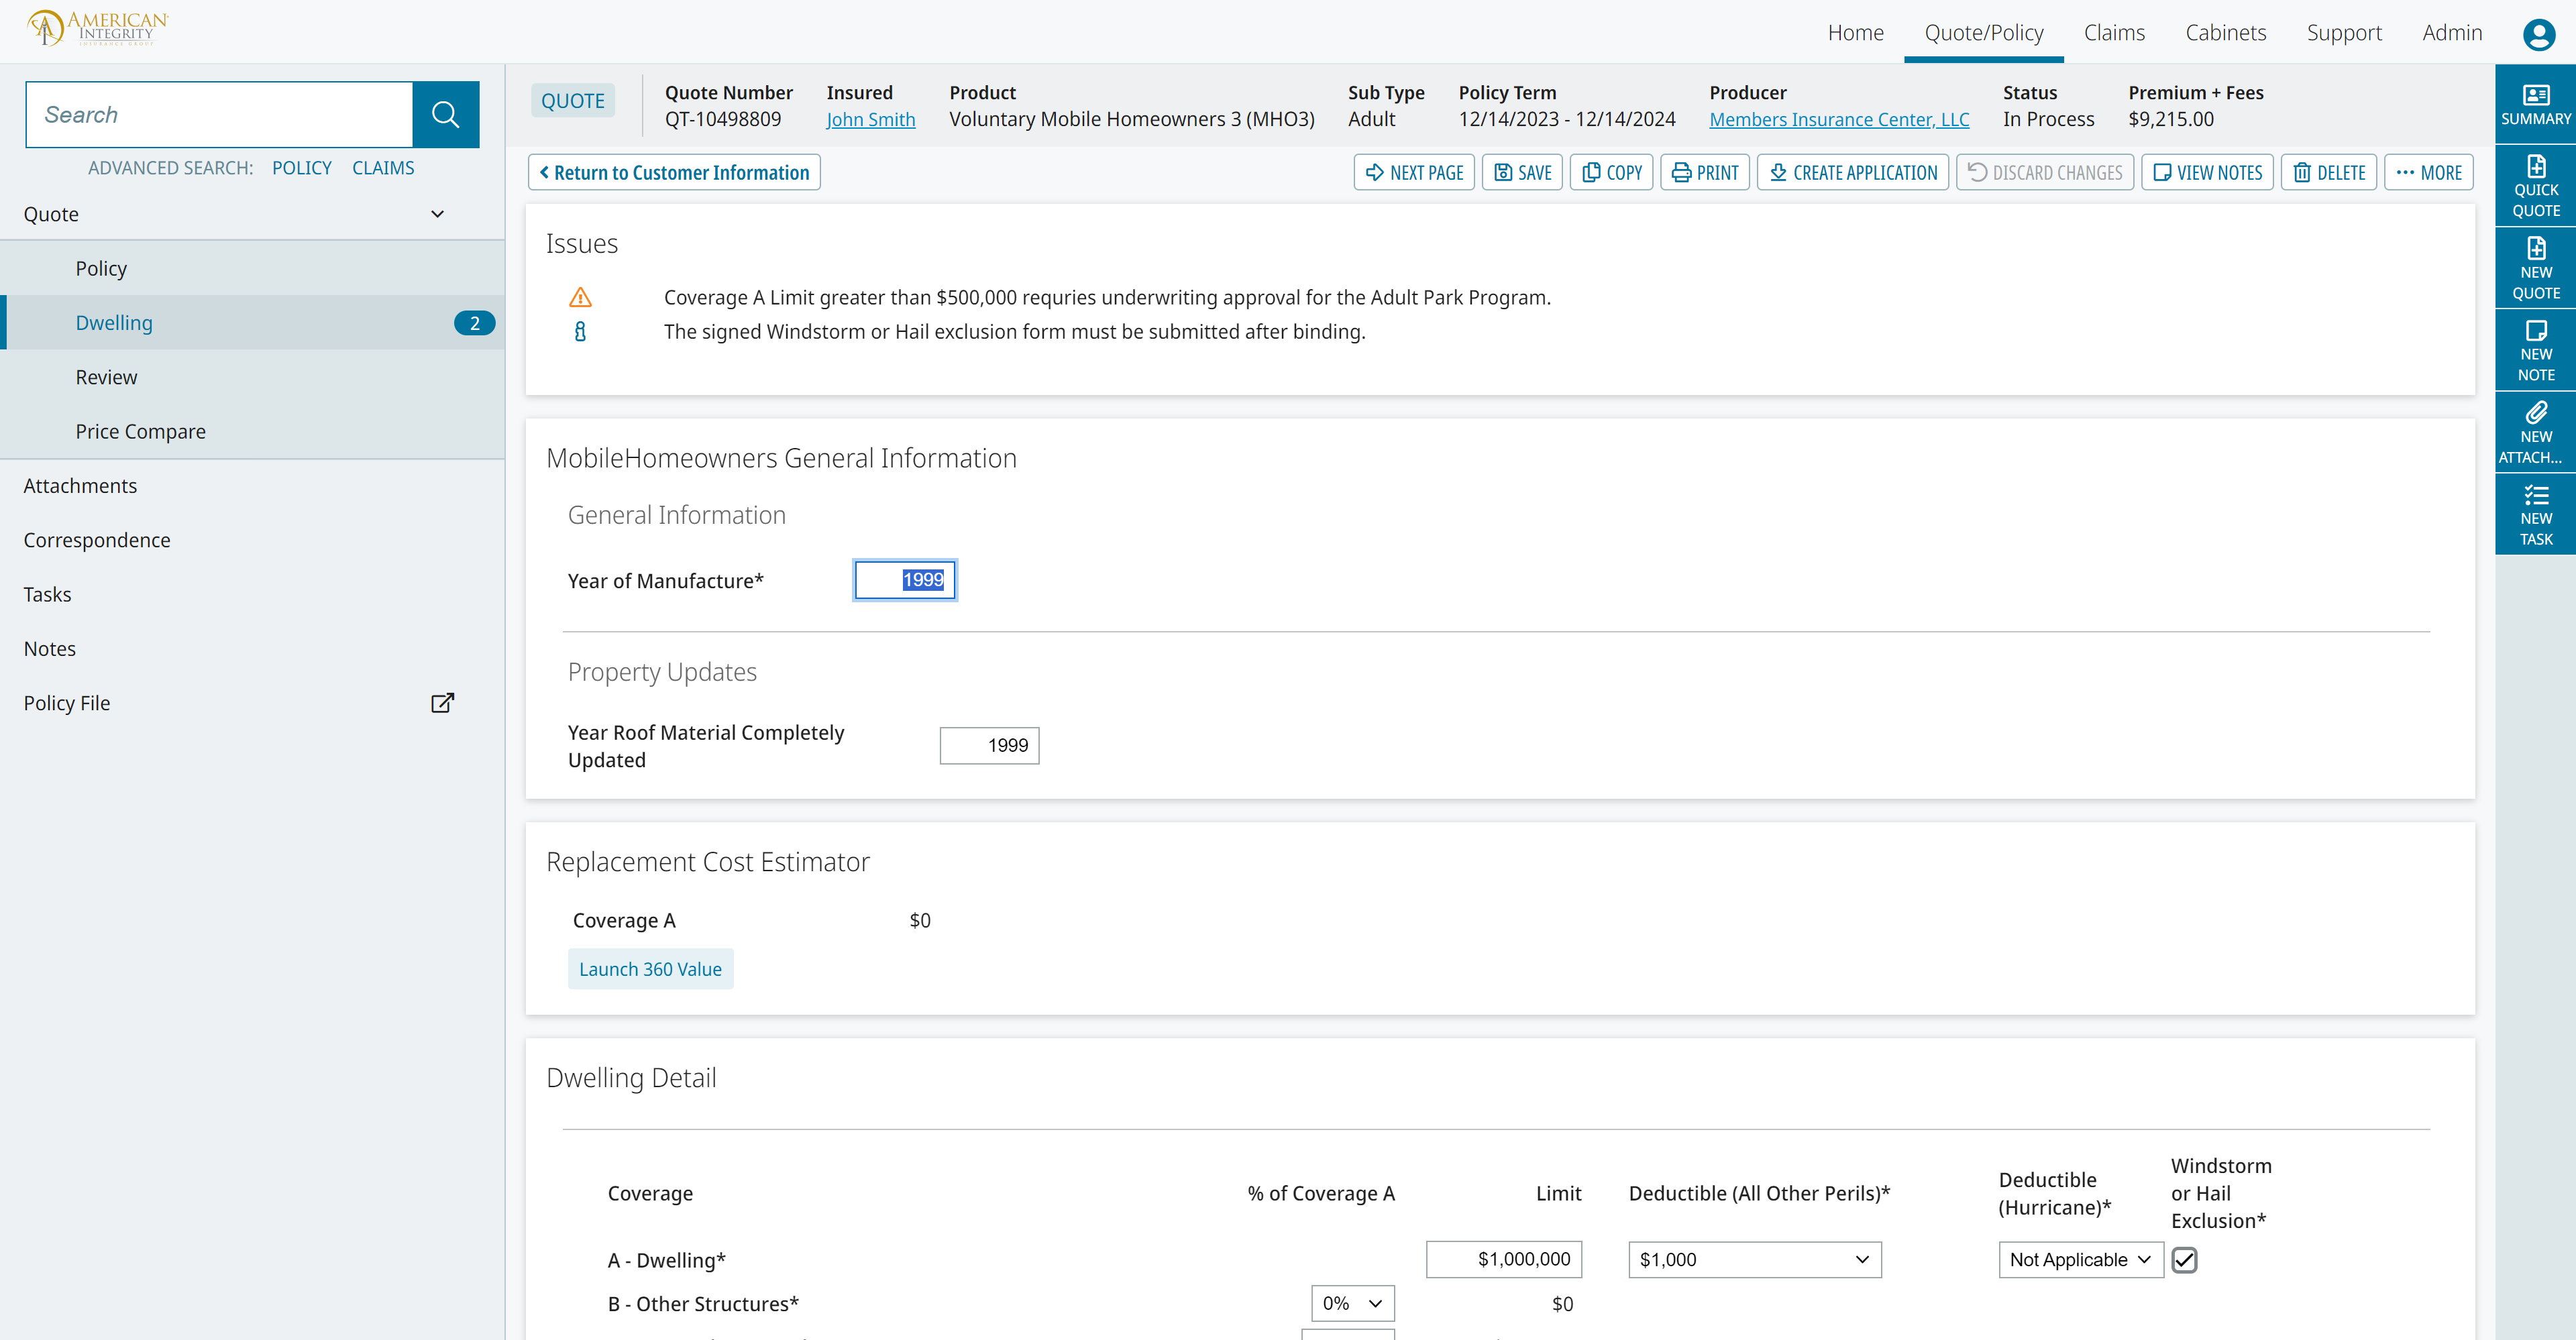 AMERICAN
INTEGRITY
INSURANCE GROUP
Home
Quote/Policy
Claims
Cabinets
Support
Admin
Search
ADVANCED SEARCH: POLICY CLAIMS
Quote
Policy
Dwelling 2
Review
Price Compare
Attachments
Correspondence
Tasks
Notes
Policy File
QUOTE
Quote Number
QT-10498809
Insured
John Smith
Product
Voluntary Mobile Homeowners 3 (MHO3)
Sub Type
Adult
Policy Term
12/14/2023 - 12/14/2024
Producer
Members Insurance Center, LLC
Status
In Process
Premium + Fees
$9,215.00
Return to Customer Information
NEXT PAGE
SAVE
COPY
PRINT
CREATE APPLICATION
DISCARD CHANGES
VIEW NOTES
DELETE
MORE
Issues
Coverage A Limit greater than $500,000 requries underwriting approval for the Adult Park Program.
The signed Windstorm or Hail exclusion form must be submitted after binding.
MobileHomeowners General Information
General Information
Year of Manufacture* 1999
Property Updates
Year Roof Material Completely
Updated
1999
Replacement Cost Estimator
Coverage A $0
Launch 360 Value
Dwelling Detail
Coverage
% of Coverage A
Limit
Deductible (All Other Perils)*
Deductible
(Hurricane)*
Windstorm
or Hail
Exclusion*
A - Dwelling* $1,000,000 $1,000 Not Applicable
B - Other Structures* 0% $0
SUMMARY
QUICK
QUOTE
NEW
QUOTE
NEW
NOTE
NEW
ATTACH...
NEW
TASK